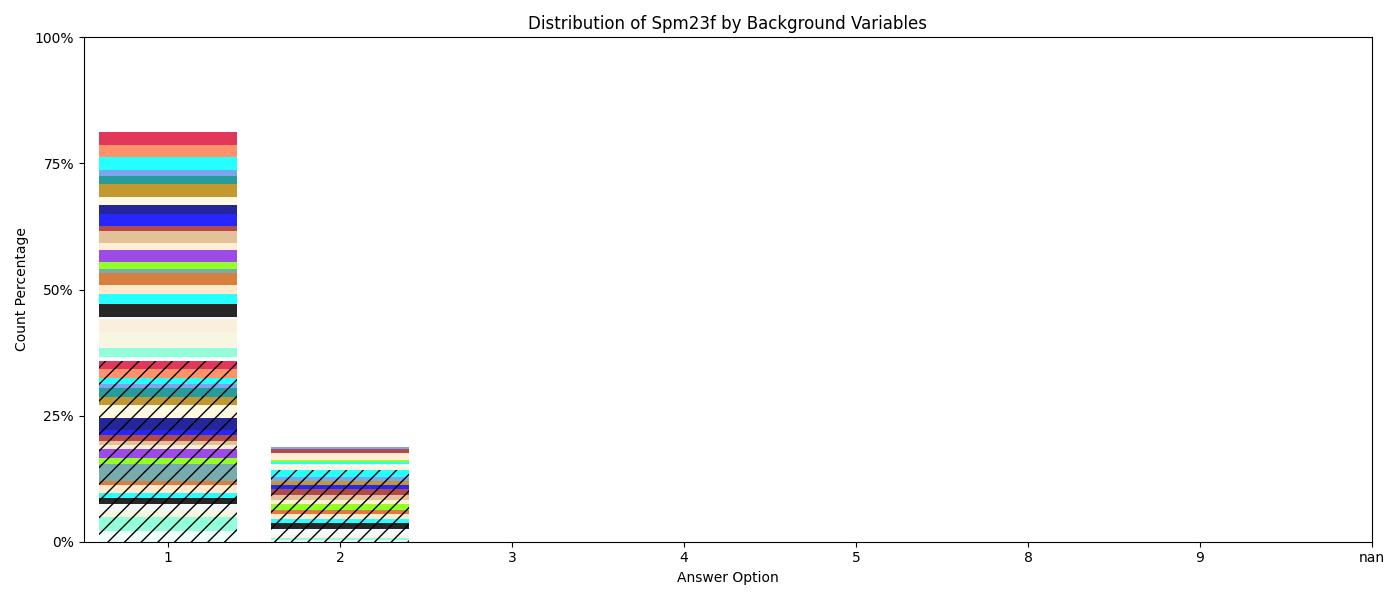 Distribution of Spm23f by Background Variables
100%
75%
50%
25%
0%
Count Percentage
1 2 3 4 5 8 9 nan
Answer Option